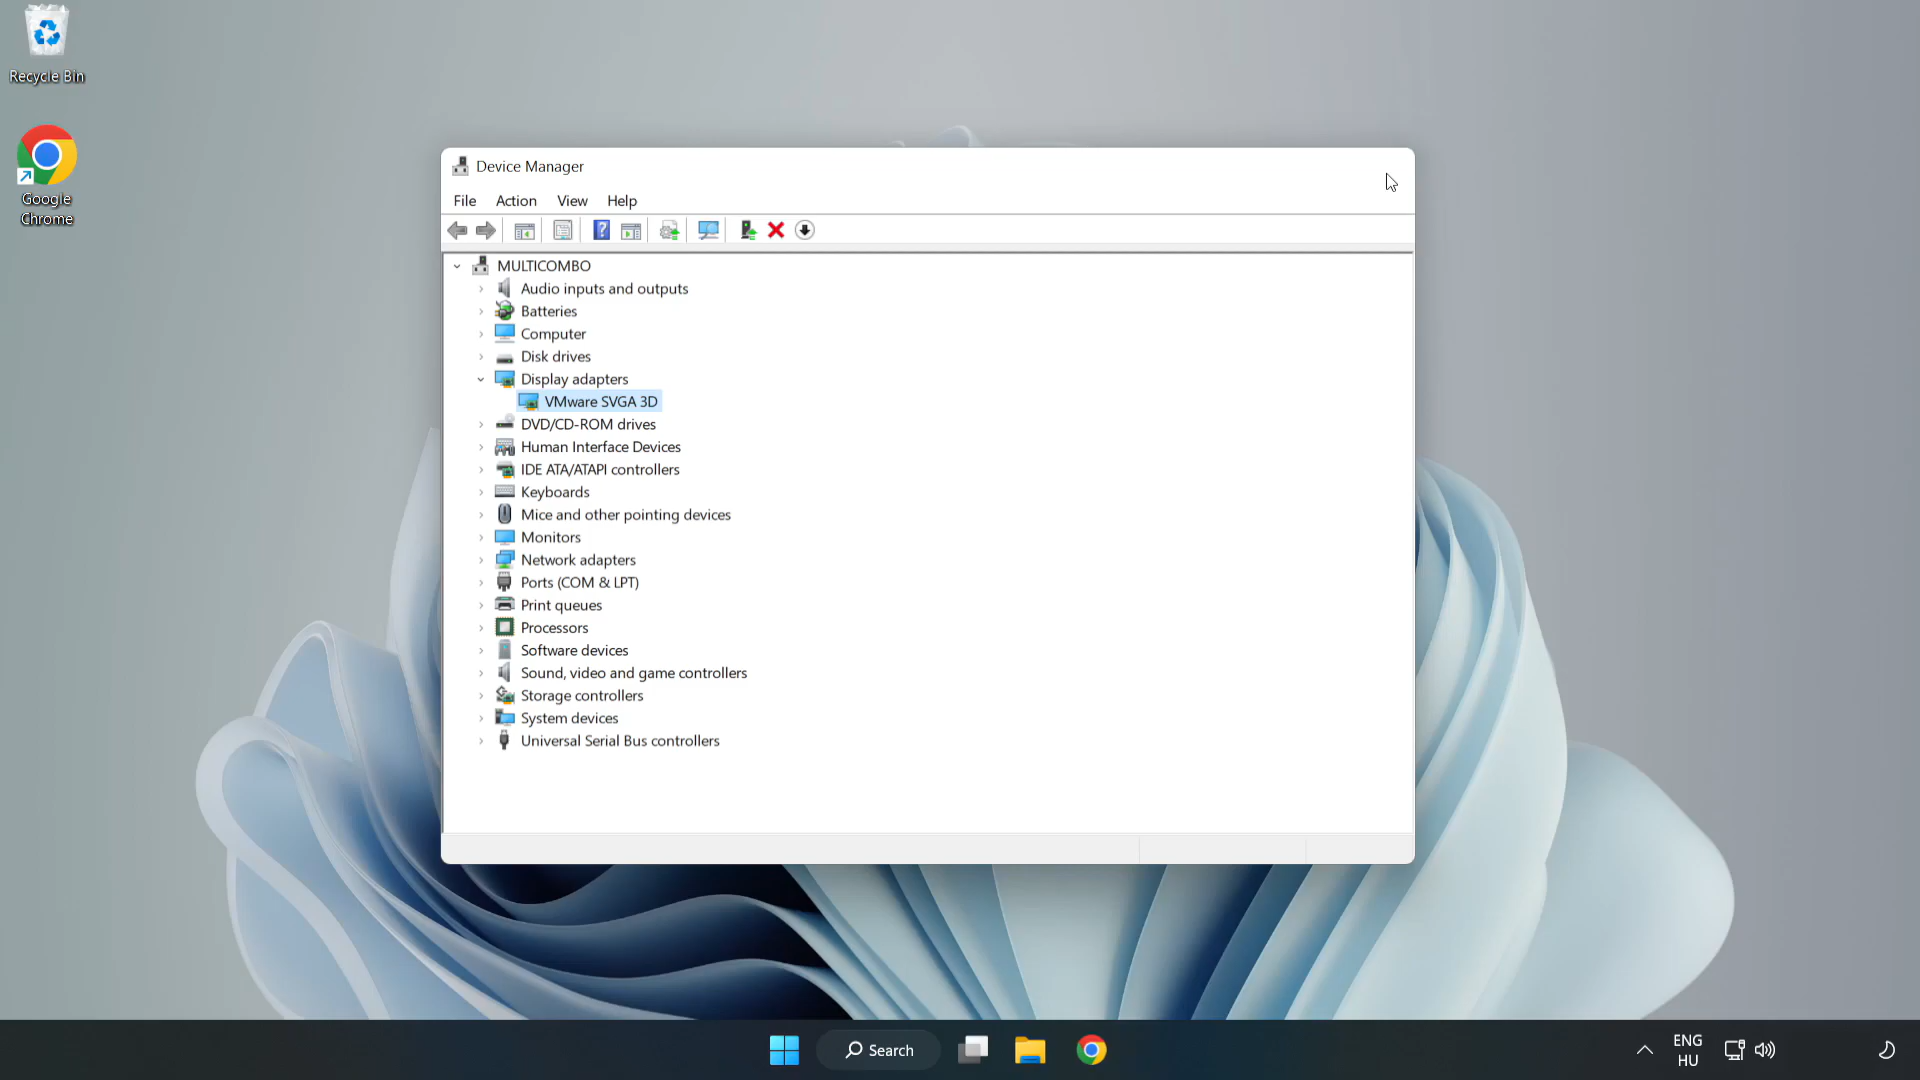 Recycle Bin
Google
Chrome
Device Manager
File Action View Help
MULTICOMBO
Audio inputs and outputs
Batteries
Computer
Disk drives
Display adapters
VMware SVGA 3D
DVD/CD-ROM drives
Human Interface Devices
IDE ATA/ATAPI controllers
Keyboards
Mice and other pointing devices
Monitors
Network adapters
Ports (COM & LPT)
Print queues
Processors
Software devices
Sound, video and game controllers
Storage controllers
System devices
Universal Serial Bus controllers
Search
ENG
HU